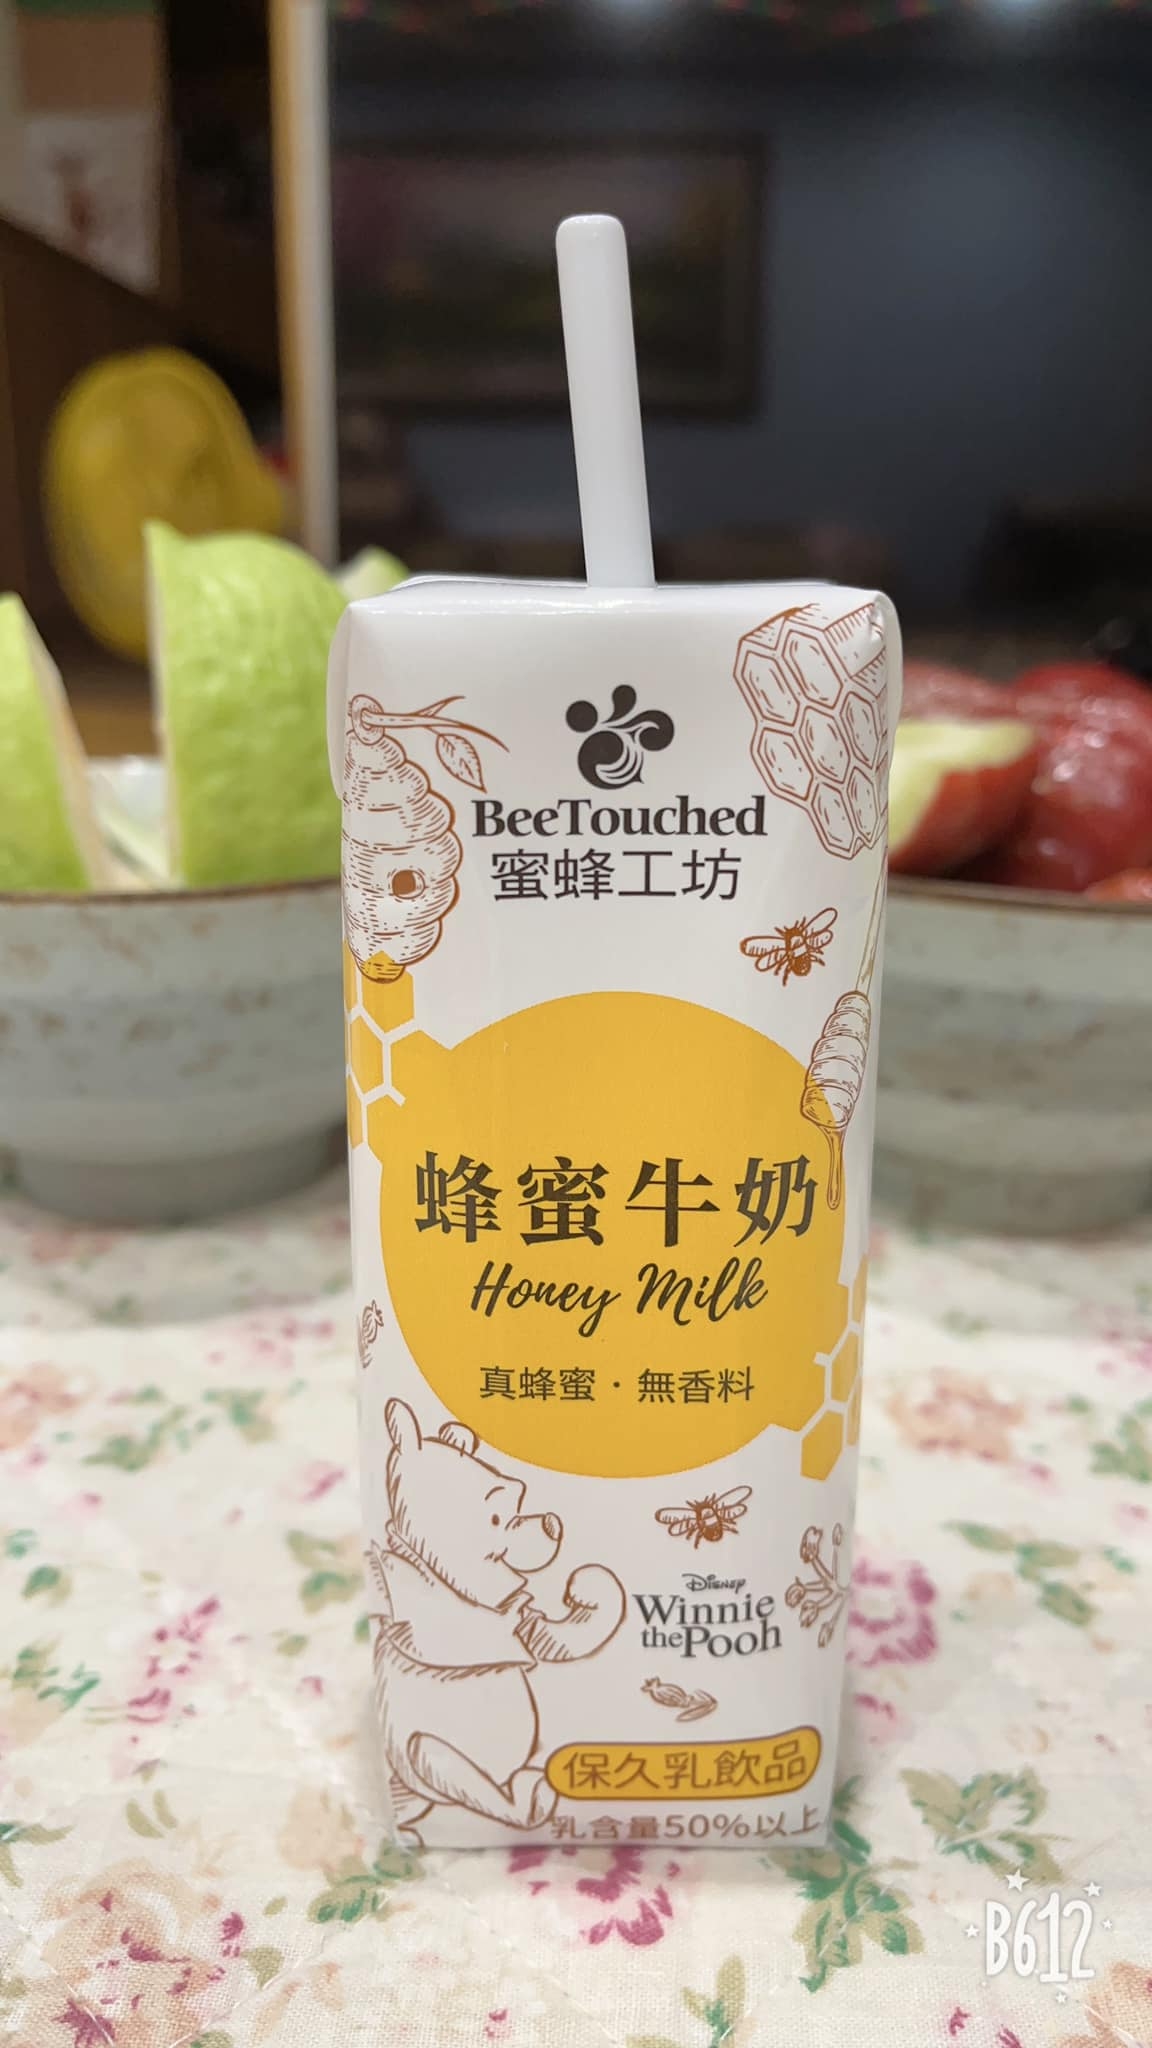 BeeTouched
蜜蜂工坊
蜂蜜牛奶
Honey Milk
真蜂蜜·無香料
Disney
Winnie
the Pooh
保久乳飲品
乳含量50%以上
B612